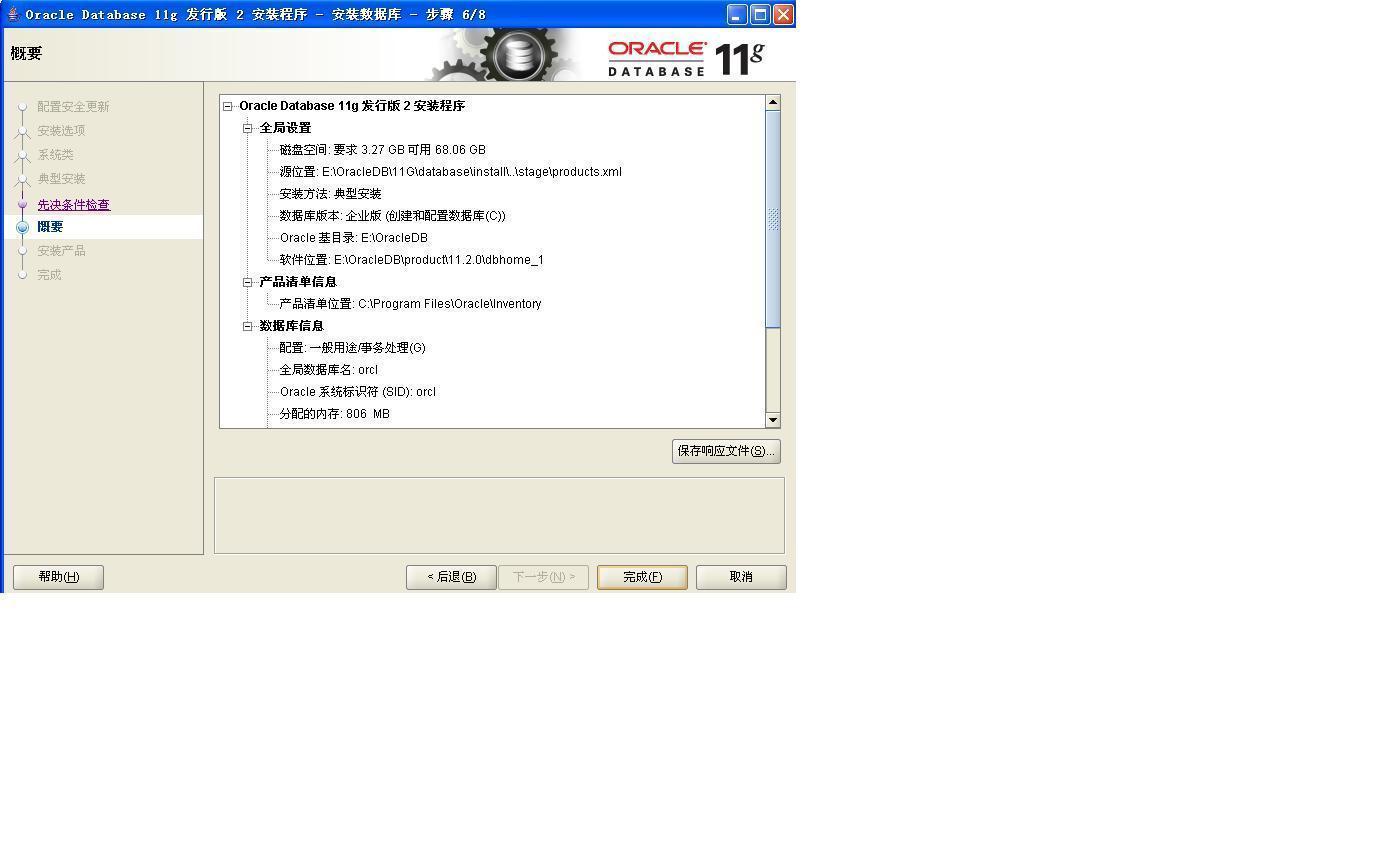 Oracle Database 11g 发行版 2 安装程序 - 安装数据库 - 步骤 6/8
概要
ORACLE
DATABASE
11g
配置安全更新
安装选项
系统类
典型安装
先决条件检查
概要
安装产品
完成
Oracle Database 11g 发行版 2 安装程序
全局设置
磁盘空间: 要求 3.27 GB 可用 68.06 GB
源位置: E:\OracleDB\11G\database\install\..\stage\products.xml
安装方法: 典型安装
数据库版本: 企业版 (创建和配置数据库(C))
Oracle 基目录: E:\OracleDB
软件位置: E:\OracleDB\product\11.2.0\dbhome_1
产品清单信息
产品清单位置: C:\Program Files\Oracle\Inventory
数据库信息
配置: 一般用途/事务处理(G)
全局数据库名: orcl
Oracle 系统标识符 (SID): orcl
分配的内存: 806 MB
保存响应文件(S)...
帮助(H)
< 后退(B)
下一步(N) >
完成(F)
取消